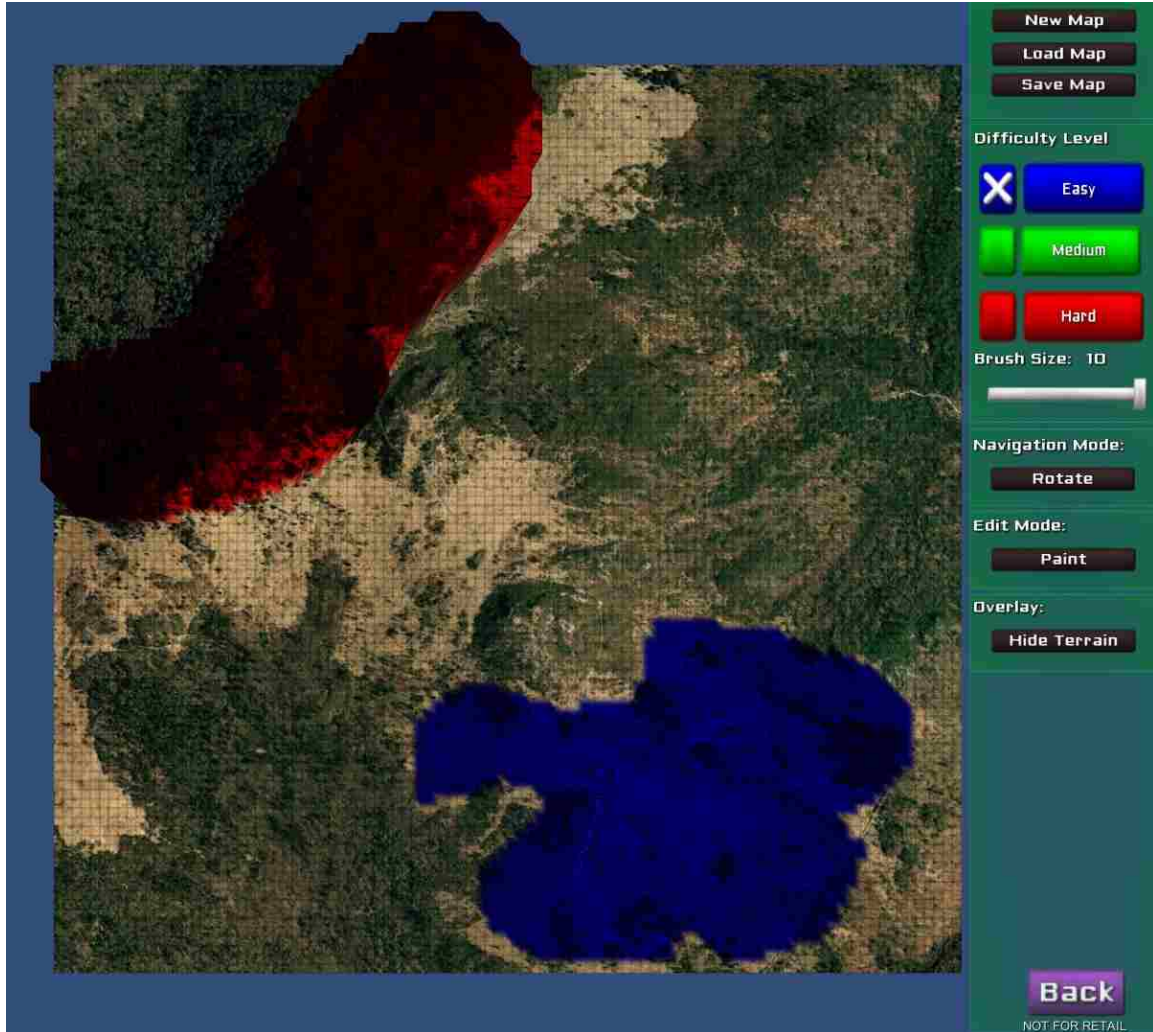 New Map
Load Map
Save Map
Difficulty Level
Easy
Medium
Hard
Brush Size: 10
Navigation Mode:
Rotate
Edit Mode:
Paint
Overlay:
Hide Terrain
Back
NOT FOR RETAIL